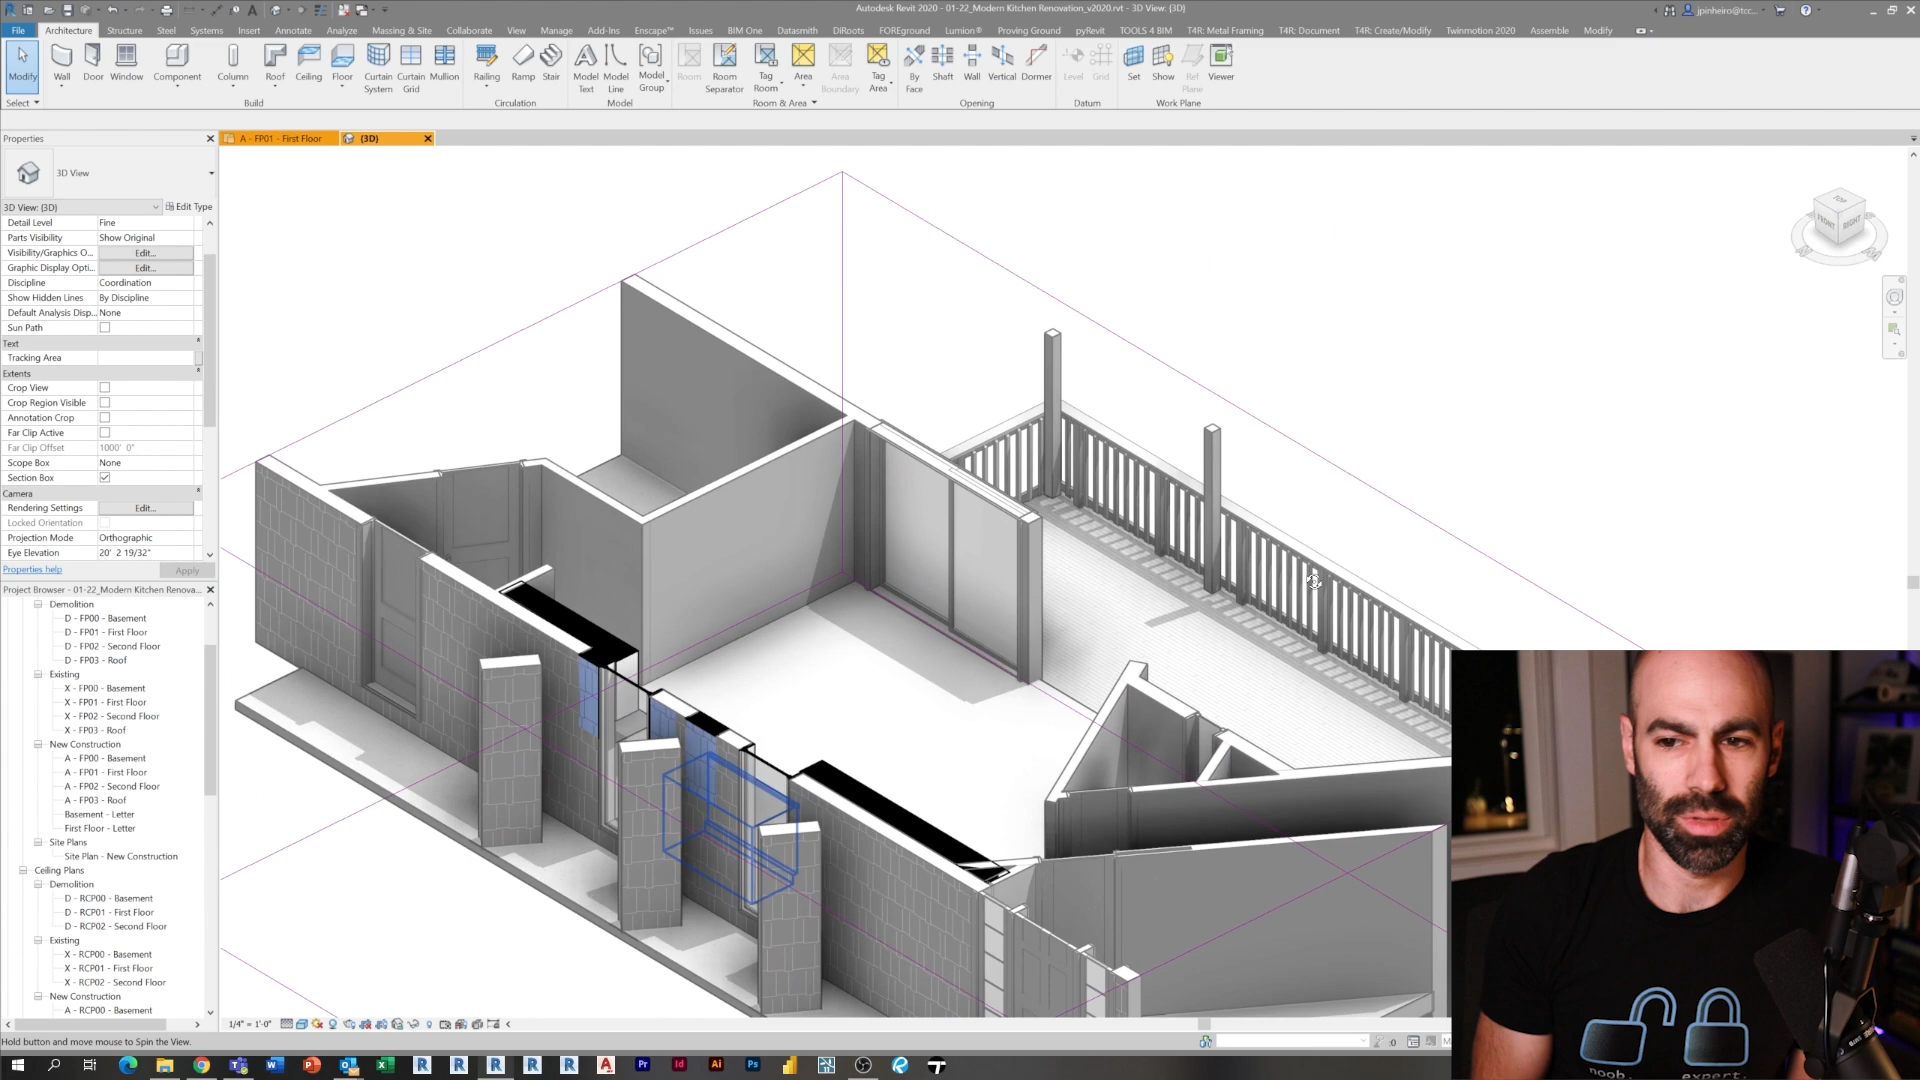 Autodesk Revit 2020 - 01-22_Modern Kitchen Renovation_v2020.rvt - 3D View: {3D}
jpinheiro@tcc...
File Architecture Structure Steel Systems Insert Annotate Analyze Massing & Site Collaborate View Manage Add-Ins Enscape™ Issues BIM One Datasmith DiRoots FOREground Lumion® Proving Ground pyRevit TOOLS 4 BIM T4R: Metal Framing T4R: Document T4R: Create/Modify Twinmotion 2020 Assemble Modify
Modify Wall Door Window Component Column Roof Ceiling Floor Curtain System Curtain Grid Mullion Railing Ramp Stair Model Text Model Line Model Group Room Room Separator Tag Room Area Area Boundary Tag Area By Face Shaft Wall Vertical Dormer Level Grid Set Show Ref Plane Viewer
Select Build Circulation Model Room & Area Opening Datum Work Plane
Properties
A - FP01 - First Floor
{3D}
3D View
3D View: {3D} Edit Type
Detail Level Fine
Parts Visibility Show Original
Visibility/Graphics O... Edit...
Graphic Display Opti... Edit...
Discipline Coordination
Show Hidden Lines By Discipline
Default Analysis Disp... None
Sun Path
Text
Tracking Area
Extents
Crop View
Crop Region Visible
Annotation Crop
Far Clip Active
Far Clip Offset 1000' 0"
Scope Box None
Section Box
Camera
Rendering Settings Edit...
Locked Orientation
Projection Mode Orthographic
Eye Elevation 20' 2 19/32"
Properties help Apply
Project Browser - 01-22_Modern Kitchen Renova...
Demolition
D - FP00 - Basement
D - FP01 - First Floor
D - FP02 - Second Floor
D - FP03 - Roof
Existing
X - FP00 - Basement
X - FP01 - First Floor
X - FP02 - Second Floor
X - FP03 - Roof
New Construction
A - FP00 - Basement
A - FP01 - First Floor
A - FP02 - Second Floor
A - FP03 - Roof
Basement - Letter
First Floor - Letter
Site Plans
Site Plan - New Construction
Ceiling Plans
Demolition
D - RCP00 - Basement
D - RCP01 - First Floor
D - RCP02 - Second Floor
Existing
X - RCP00 - Basement
X - RCP01 - First Floor
X - RCP02 - Second Floor
New Construction
A - RCP00 - Basement
TOP
FRONT RIGHT
1/4" = 1'-0"
Hold button and move mouse to Spin the View.
:0
noob. expert.